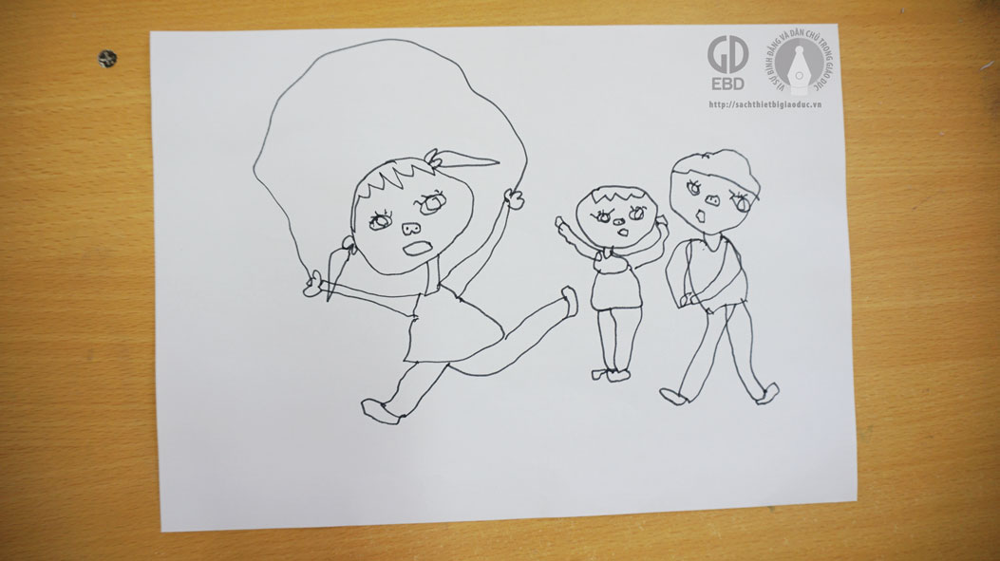 GD
EBD
VÌ SỰ BÌNH ĐẲNG VÀ DÂN CHỦ TRONG GIÁO DỤC
http://sachthietbigiaoduc.vn